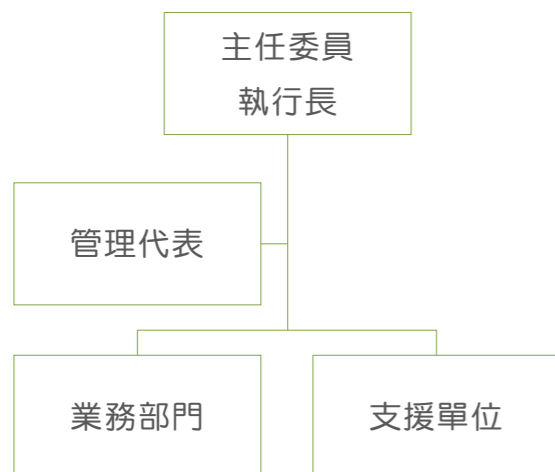 主任委員
執行長
管理代表
業務部門
支援單位